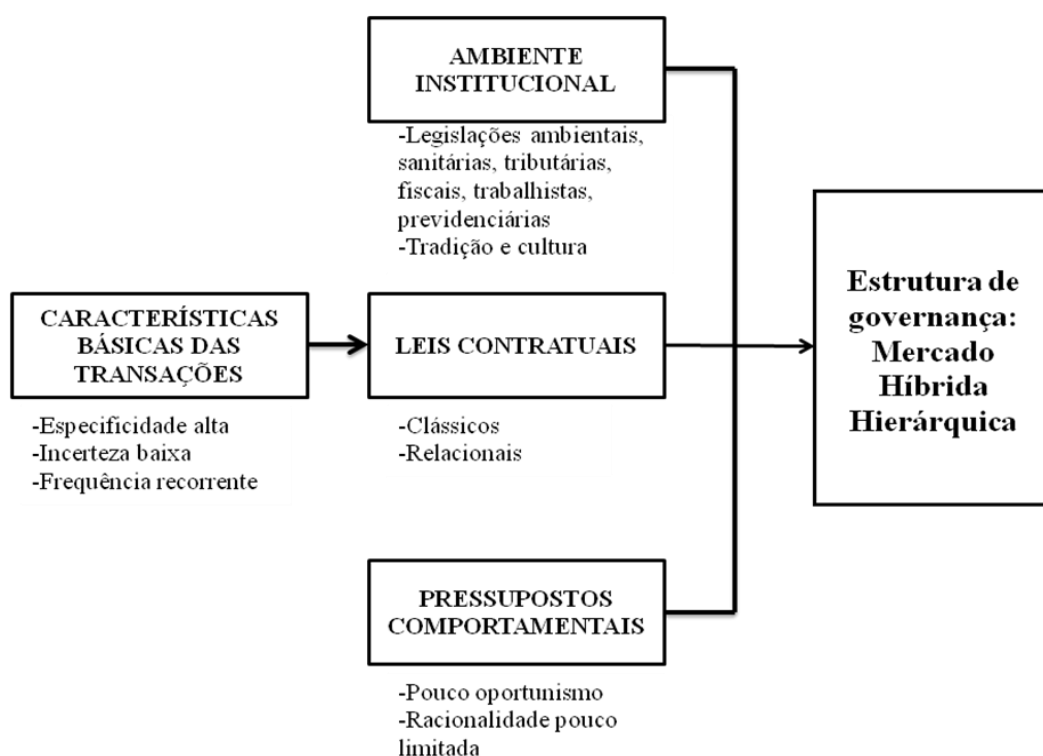 AMBIENTE
INSTITUCIONAL
-Legislações ambientais,
sanitárias, tributárias,
fiscais, trabalhistas,
previdenciárias
-Tradição e cultura
CARACTERÍSTICAS
BÁSICAS DAS
TRANSAÇÕES
-Especificidade alta
-Incerteza baixa
-Frequência recorrente
LEIS CONTRATUAIS
-Clássicos
-Relacionais
Estrutura de
governança:
Mercado
Híbrida
Hierárquica
PRESSUPOSTOS
COMPORTAMENTAIS
-Pouco oportunismo
-Racionalidade pouco
limitada